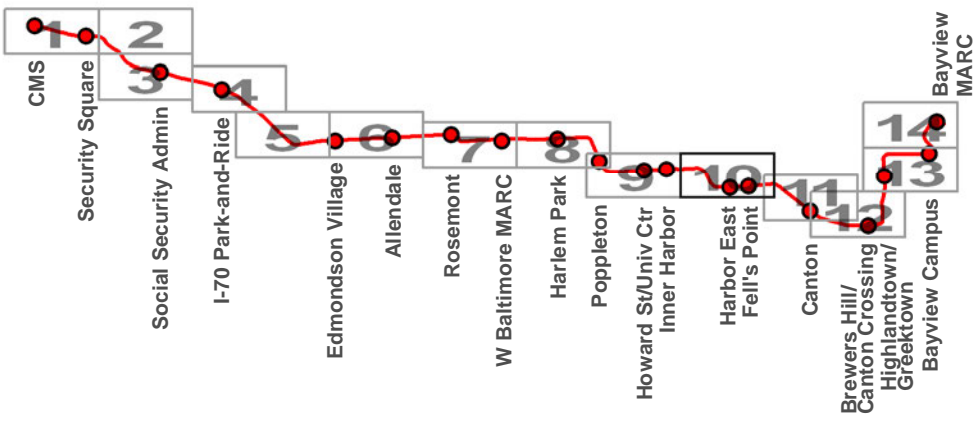 1
2
3
4
5
6
7
8
9
10
11
12
13
14
CMS
Security Square
Social Security Admin
I-70 Park-and-Ride
Edmondson Village
Allendale
Rosemont
W Baltimore MARC
Harlem Park
Poppleton
Howard St/Univ Ctr
Inner Harbor
Harbor East
Fell's Point
Canton
Brewers Hill/
Canton Crossing
Highlandtown/
Greektown
Bayview Campus
Bayview
MARC